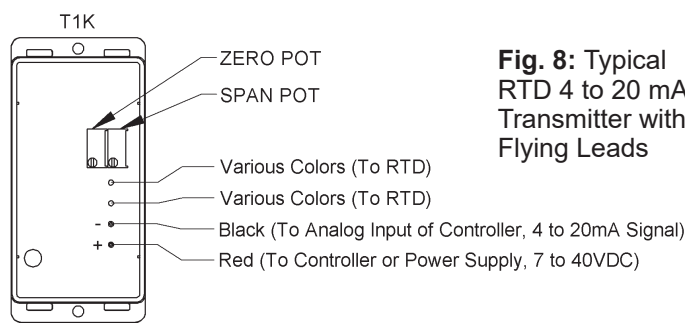 T1K
ZERO POT
SPAN POT
Various Colors (To RTD)
Various Colors (To RTD)
- Black (To Analog Input of Controller, 4 to 20mA Signal)
+ Red (To Controller or Power Supply, 7 to 40VDC)
Fig. 8: Typical
RTD 4 to 20 mA
Transmitter with
Flying Leads